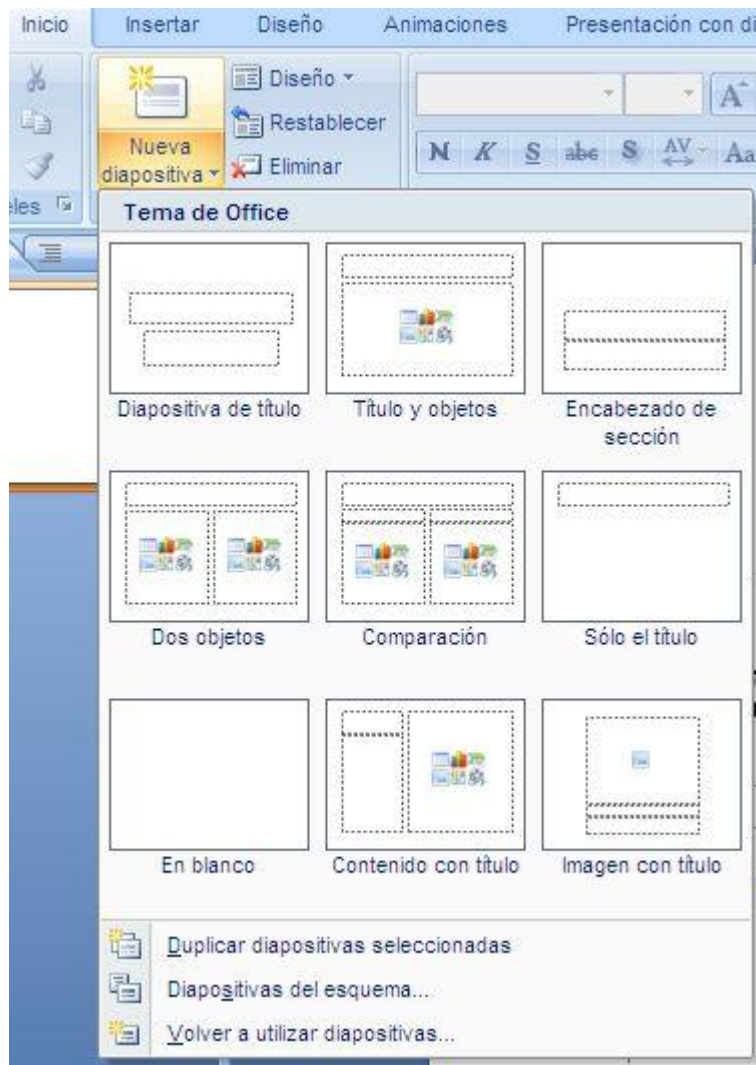 Inicio Insertar Diseño Animaciones Presentación con di
Diseño
Restablecer
Nueva
diapositiva
Eliminar
N K S abc S AV Aa
A
les
Tema de Office
Diapositiva de título Título y objetos Encabezado de
sección
Dos objetos Comparación Sólo el título
En blanco Contenido con título Imagen con título
Duplicar diapositivas seleccionadas
Diapositivas del esquema...
Volver a utilizar diapositivas...